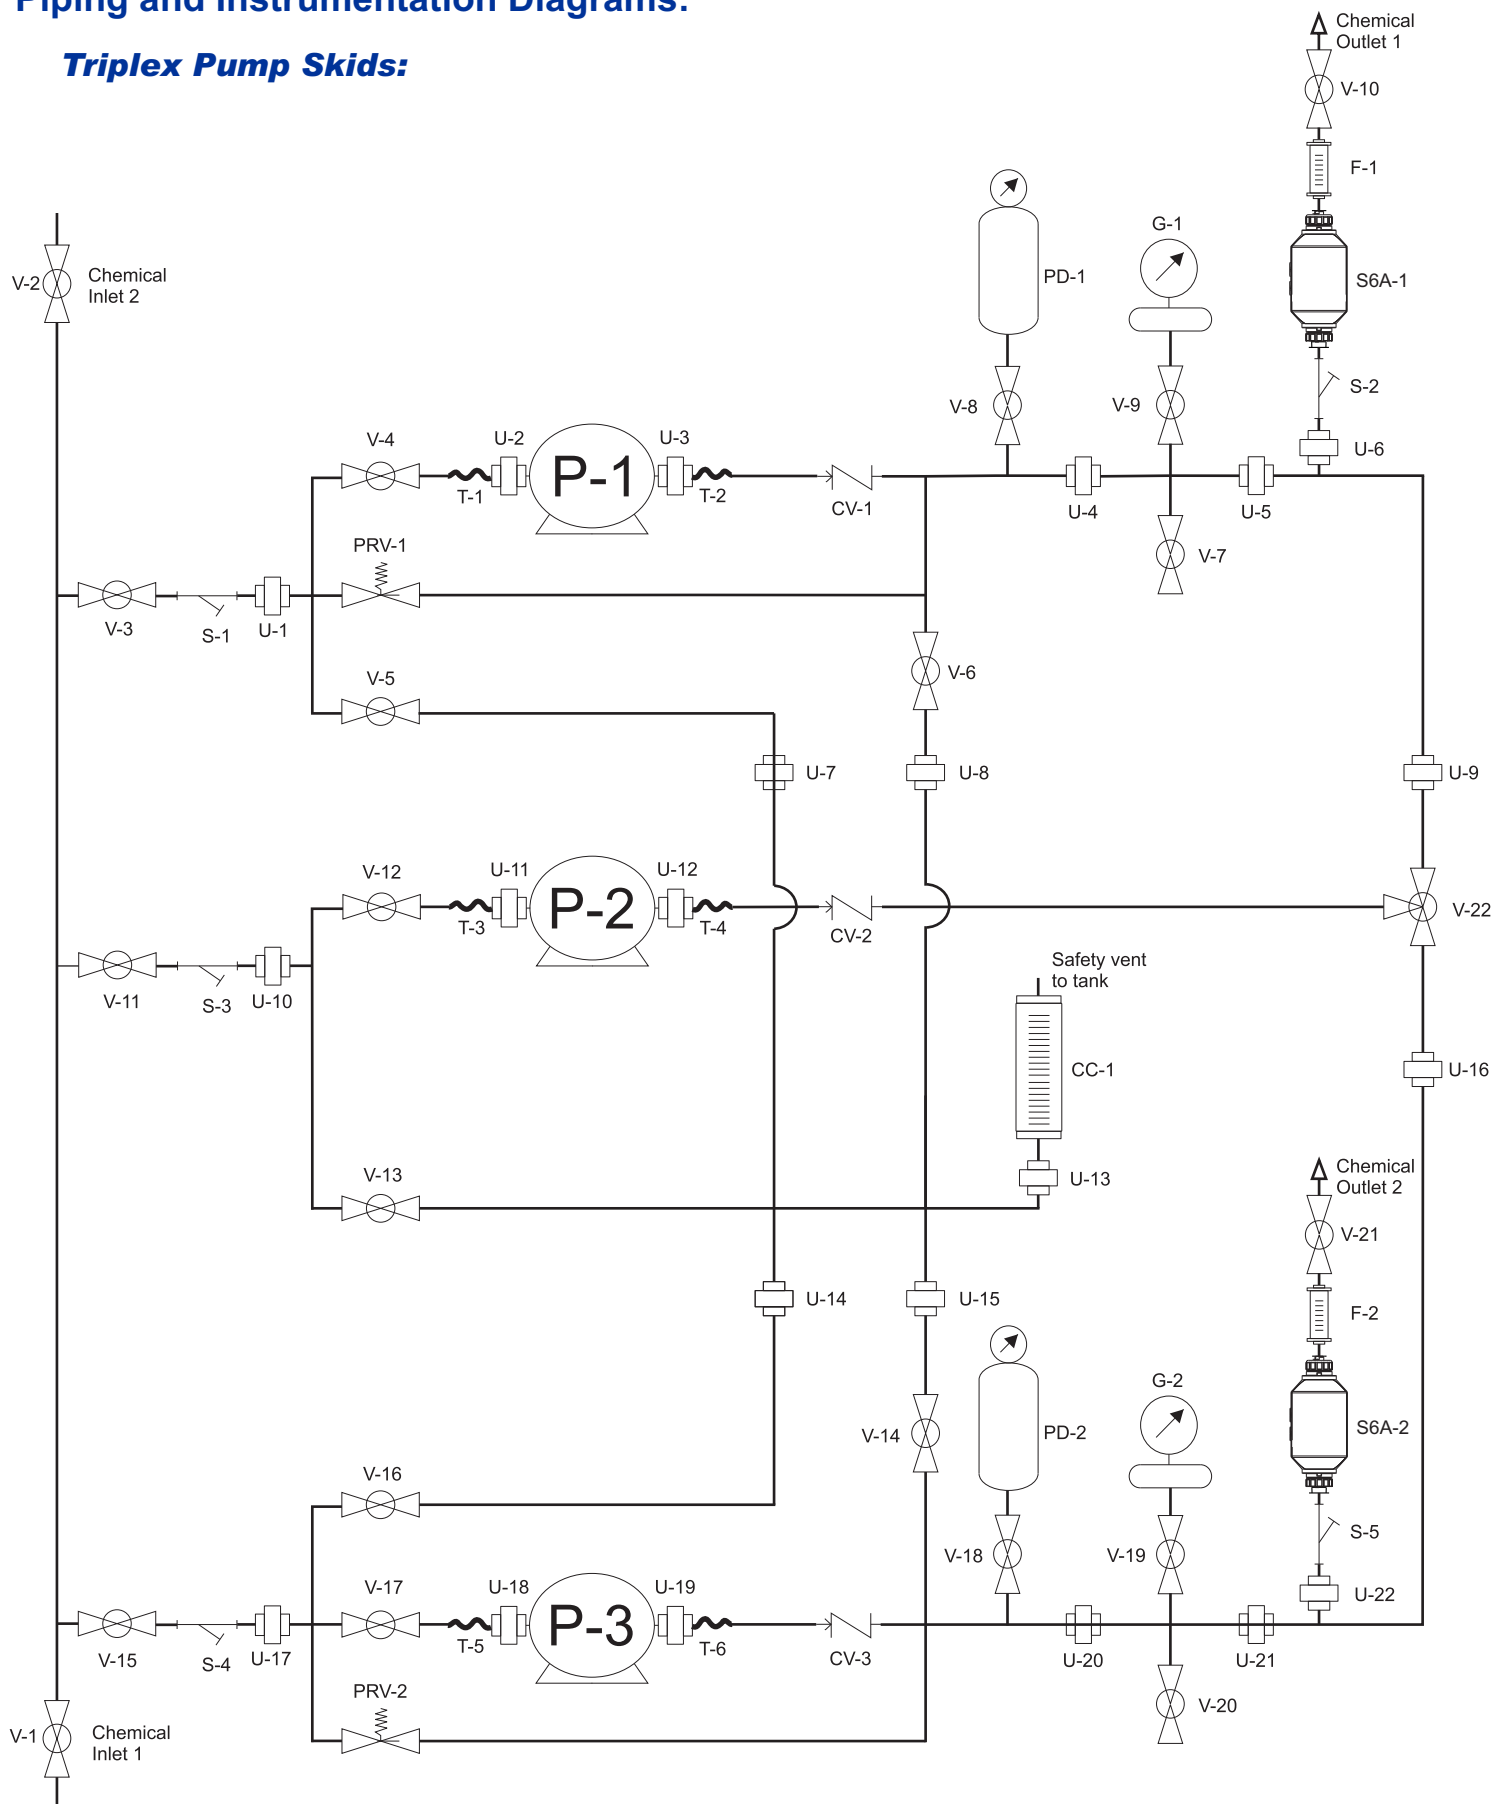 Piping and Instrumentation Diagrams:
Triplex Pump Skids:
Chemical
Outlet 1
V-10
F-1
G-1
V-2
Chemical
Inlet 2
PD-1
S6A-1
S-2
V-8
V-9
V-4
U-2
U-3
U-6
P-1
T-1
T-2
CV-1
U-4
U-5
PRV-1
V-7
V-3
S-1
U-1
V-5
V-6
U-7
U-8
U-9
V-12
U-11
U-12
P-2
T-3
T-4
CV-2
V-22
Safety vent
to tank
V-11
S-3
U-10
CC-1
U-16
V-13
U-13
Chemical
Outlet 2
V-21
U-14
U-15
F-2
G-2
V-14
PD-2
S6A-2
V-16
S-5
V-18
V-19
V-17
U-18
U-19
U-22
P-3
V-15
S-4
U-17
T-5
T-6
CV-3
U-20
U-21
PRV-2
V-20
V-1
Chemical
Inlet 1